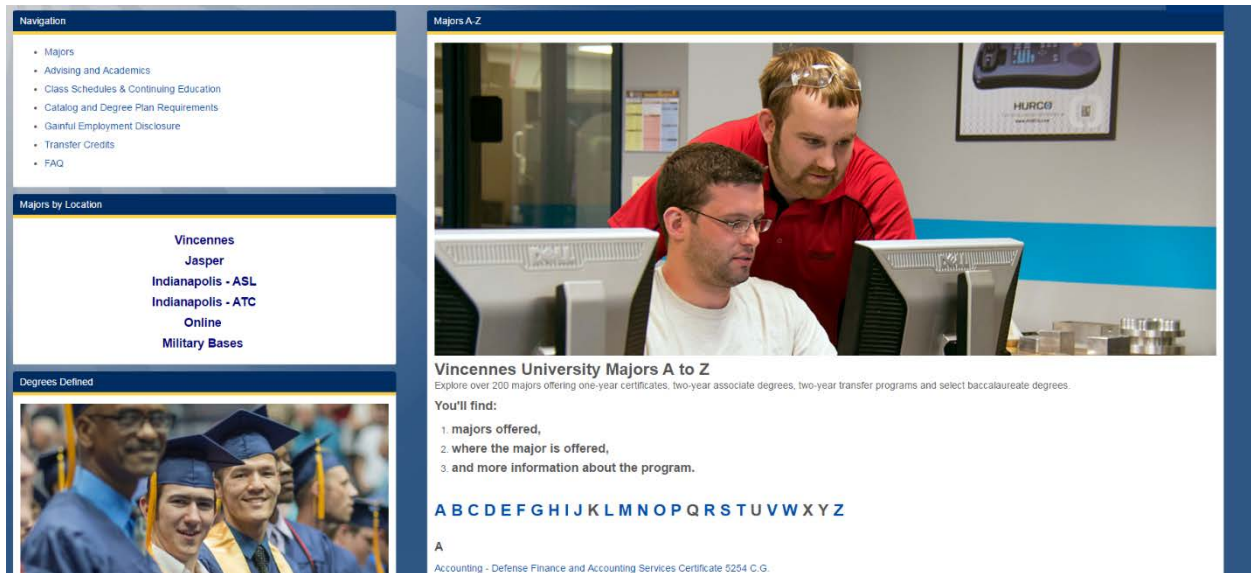 Navigation
Majors
Advising and Academics
Class Schedules & Continuing Education
Catalog and Degree Plan Requirements
Gainful Employment Disclosure
Transfer Credits
FAQ
Majors by Location
Vincennes
Jasper
Indianapolis - ASL
Indianapolis - ATC
Online
Military Bases
Degrees Defined
Majors A-Z
HURCO
DELL
DELL
Vincennes University Majors A to Z
Explore over 200 majors offering one-year certificates, two-year associate degrees, two-year transfer programs and select baccalaureate degrees.
You'll find:
1. majors offered,
2. where the major is offered,
3. and more information about the program.
A B C D E F G H I J K L M N O P Q R S T U V W X Y Z
A
Accounting - Defense Finance and Accounting Services Certificate 5254 C.G.